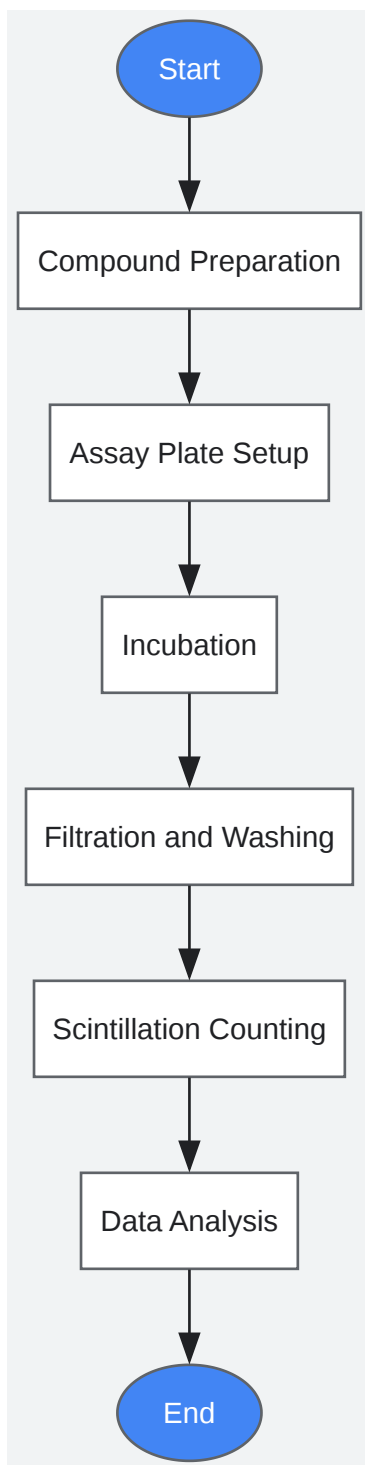 Start
Compound Preparation
Assay Plate Setup
Incubation
Filtration and Washing
Scintillation Counting
Data Analysis
End